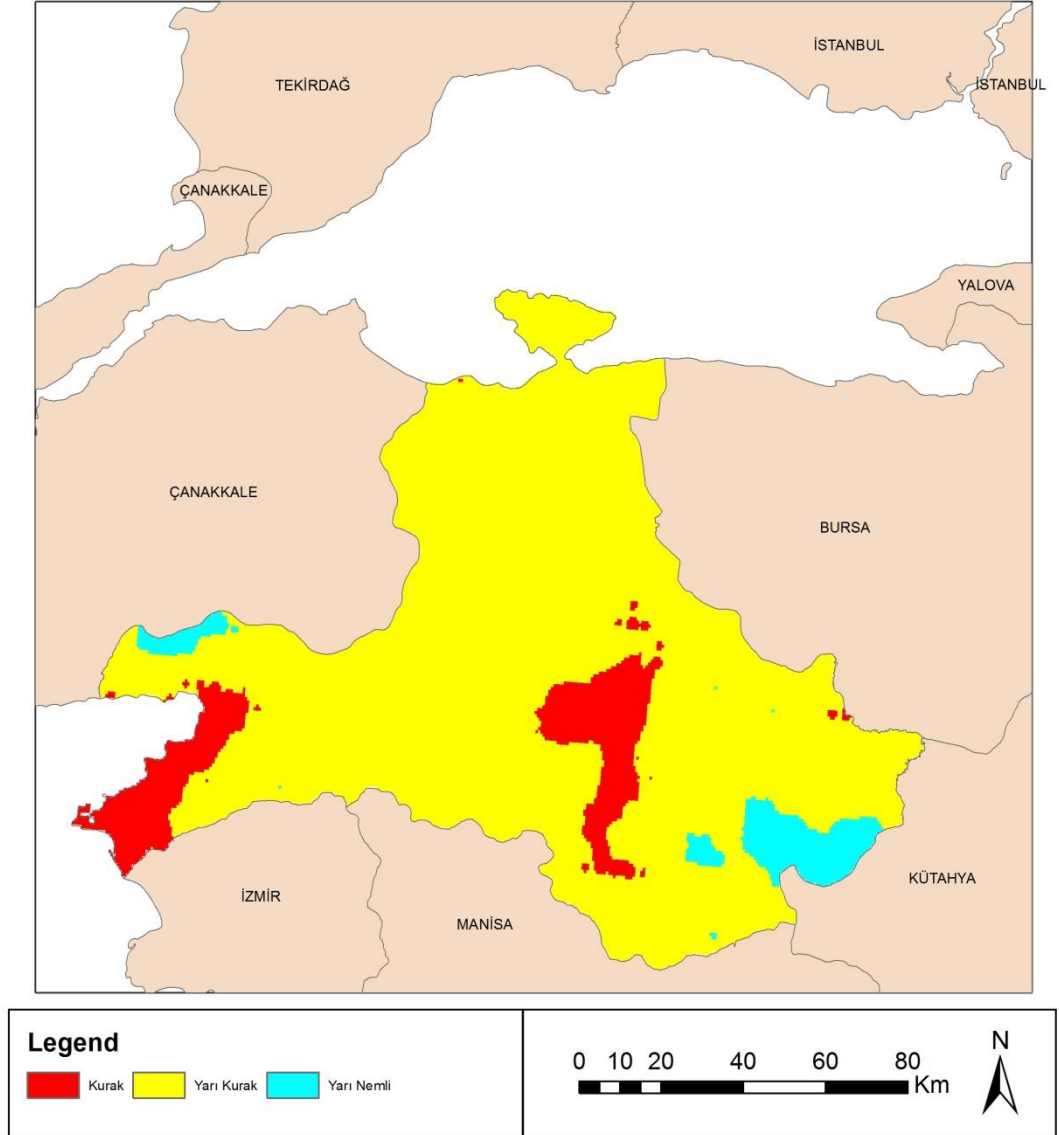 İSTANBUL
TEKİRDAĞ
İSTANBUL
ÇANAKKALE
YALOVA
ÇANAKKALE
BURSA
KÜTAHYA
İZMİR
MANİSA
Legend
Kurak
Yarı Kurak
Yarı Nemli
0 10 20 40 60 80
Km
N